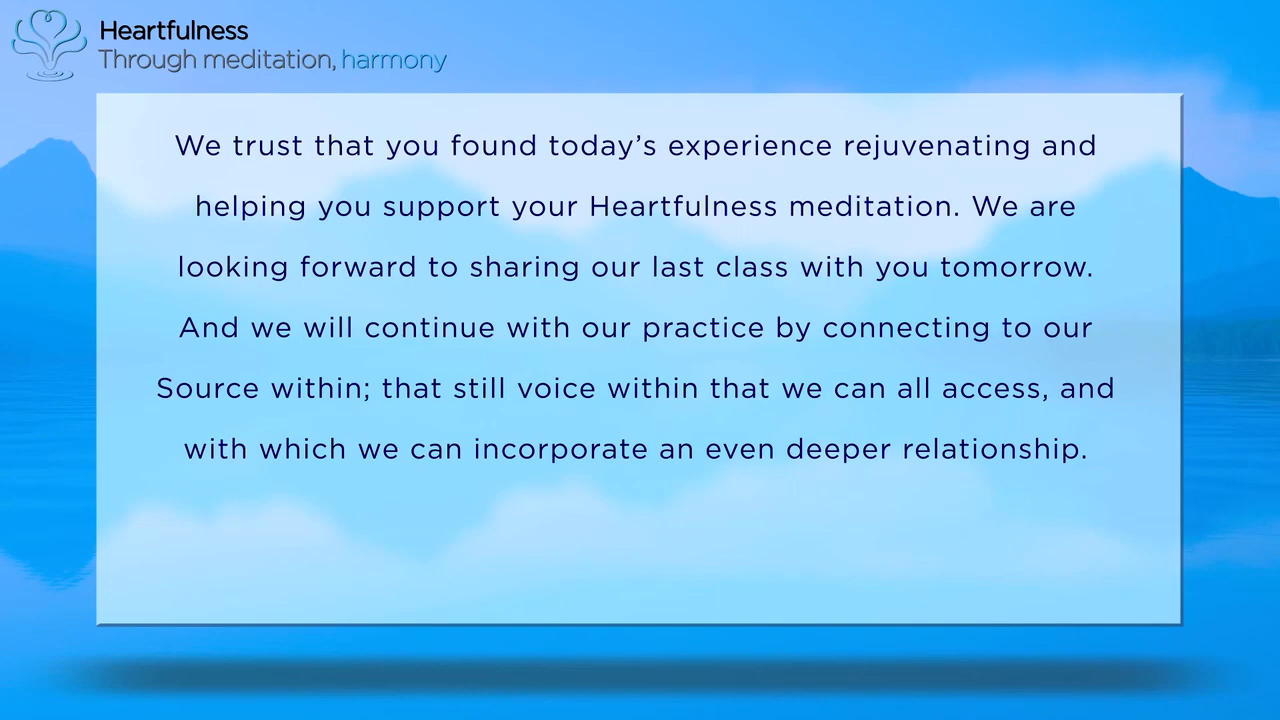 Heartfulness
Through meditation, harmony
We trust that you found today’s experience rejuvenating and
helping you support your Heartfulness meditation. We are
looking forward to sharing our last class with you tomorrow.
And we will continue with our practice by connecting to our
Source within; that still voice within that we can all access, and
with which we can incorporate an even deeper relationship.